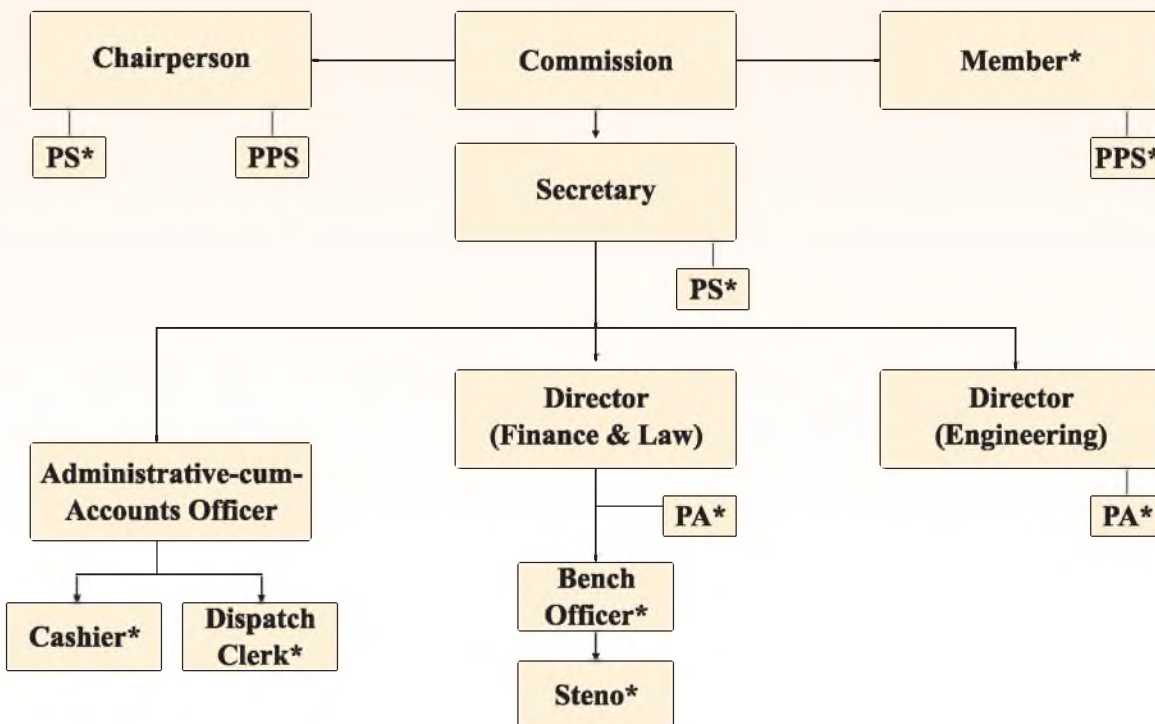 Chairperson
Commission
Member*
PS*
PPS
PPS*
Secretary
PS*
Director
(Finance & Law)
Director
(Engineering)
Administrative-cum-
Accounts Officer
PA*
PA*
Bench
Officer*
Cashier*
Dispatch
Clerk*
Steno*